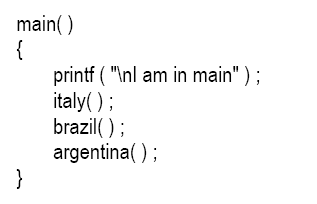 main( )
{
printf ( "\nI am in main" ) ;
italy( ) ;
brazil( ) ;
argentina( ) ;
}